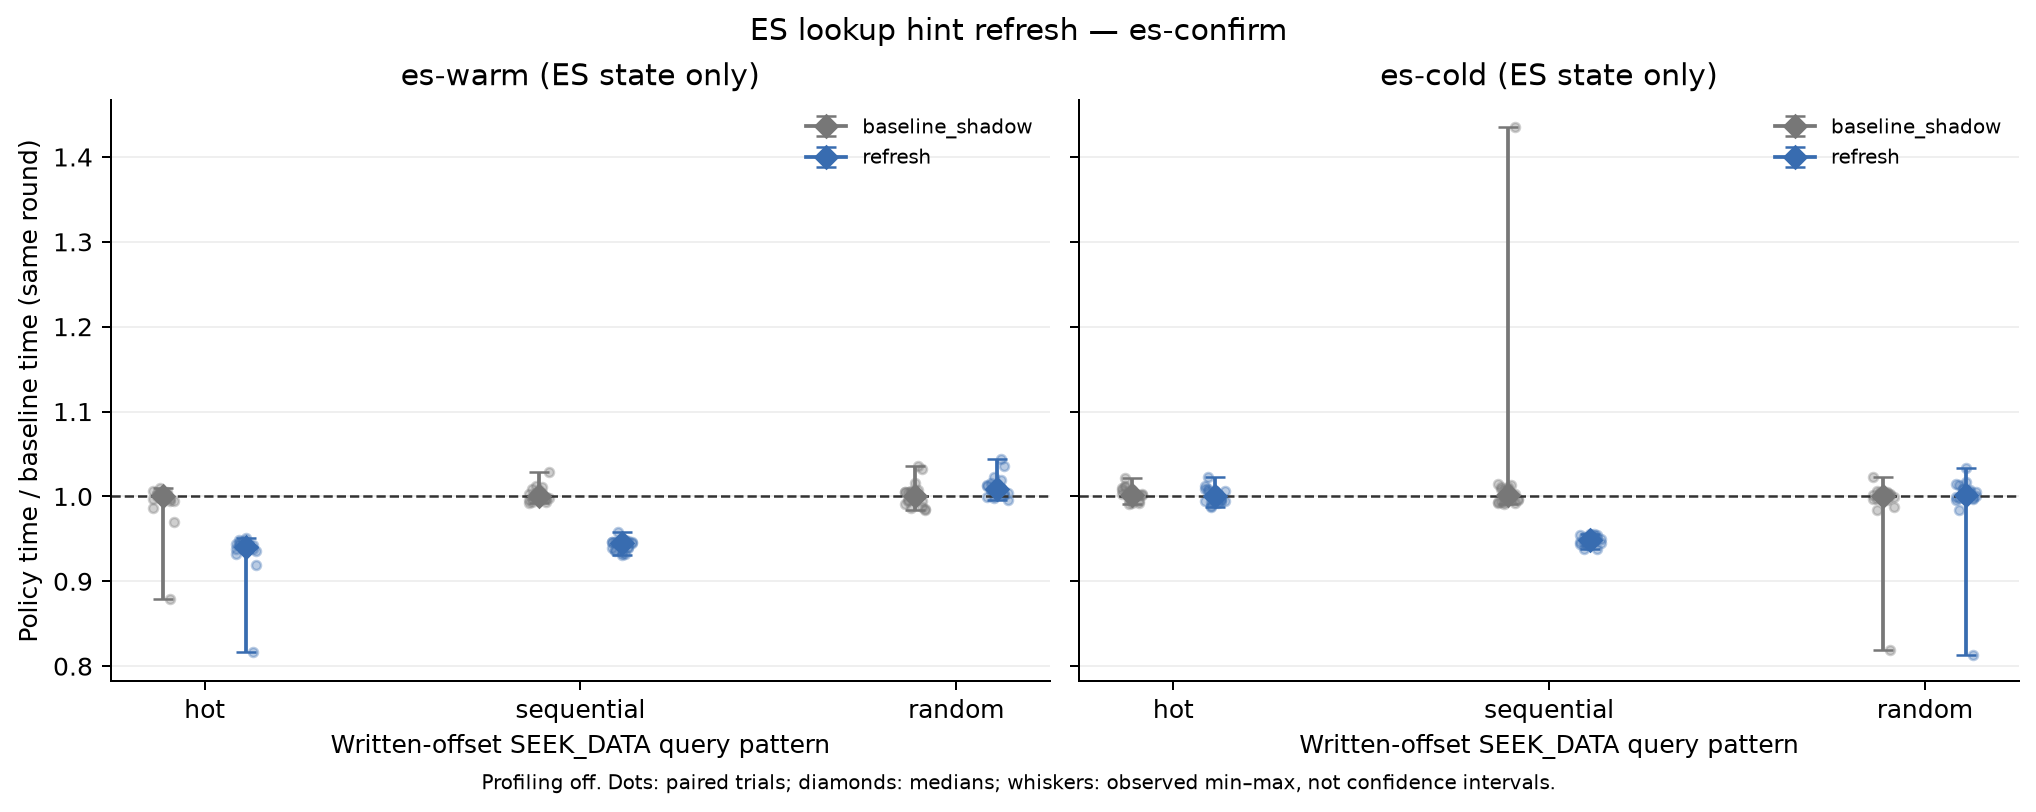 ES lookup hint refresh — es-confirm
es-warm (ES state only)
es-cold (ES state only)
Policy time / baseline time (same round)
1.4
1.3
1.2
1.1
1.0
0.9
0.8
baseline_shadow
refresh
baseline_shadow
refresh
hot
sequential
random
hot
sequential
random
Written-offset SEEK_DATA query pattern
Written-offset SEEK_DATA query pattern
Profiling off. Dots: paired trials; diamonds: medians; whiskers: observed min–max, not confidence intervals.